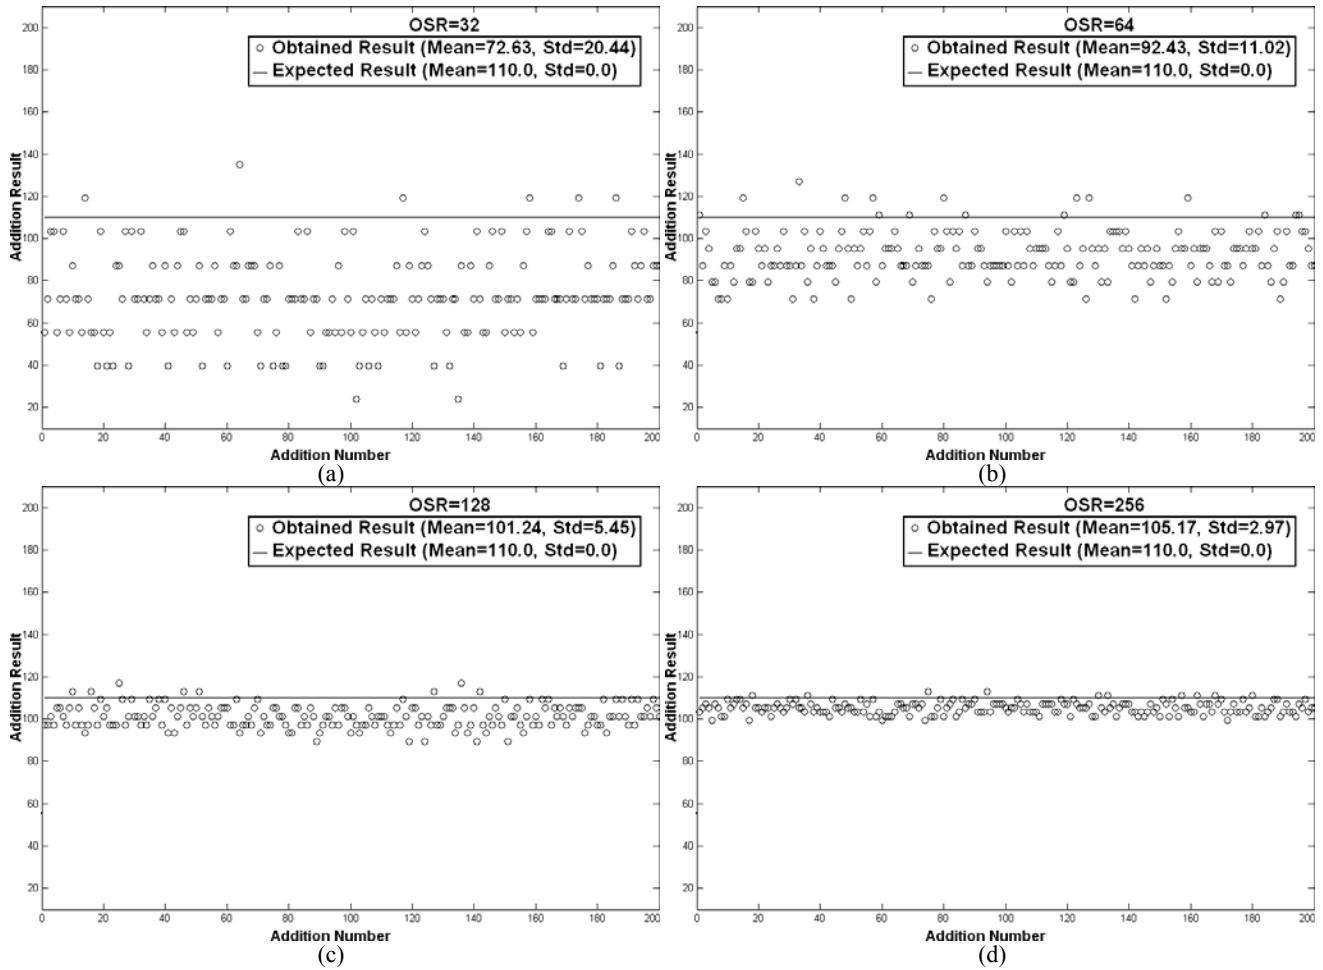 OSR=32
Obtained Result (Mean=72.63, Std=20.44)
Expected Result (Mean=110.0, Std=0.0)
200
180
160
140
120
100
80
60
40
20
Addition Result
0 20 40 60 80 100 120 140 160 180 200
Addition Number
(a)
OSR=64
Obtained Result (Mean=92.43, Std=11.02)
Expected Result (Mean=110.0, Std=0.0)
200
180
160
140
120
100
80
60
40
20
Addition Result
0 20 40 60 80 100 120 140 160 180 200
Addition Number
(b)
OSR=128
Obtained Result (Mean=101.24, Std=5.45)
Expected Result (Mean=110.0, Std=0.0)
200
180
160
140
120
100
80
60
40
20
Addition Result
0 20 40 60 80 100 120 140 160 180 200
Addition Number
(c)
OSR=256
Obtained Result (Mean=105.17, Std=2.97)
Expected Result (Mean=110.0, Std=0.0)
200
180
160
140
120
100
80
60
40
20
Addition Result
0 20 40 60 80 100 120 140 160 180 200
Addition Number
(d)